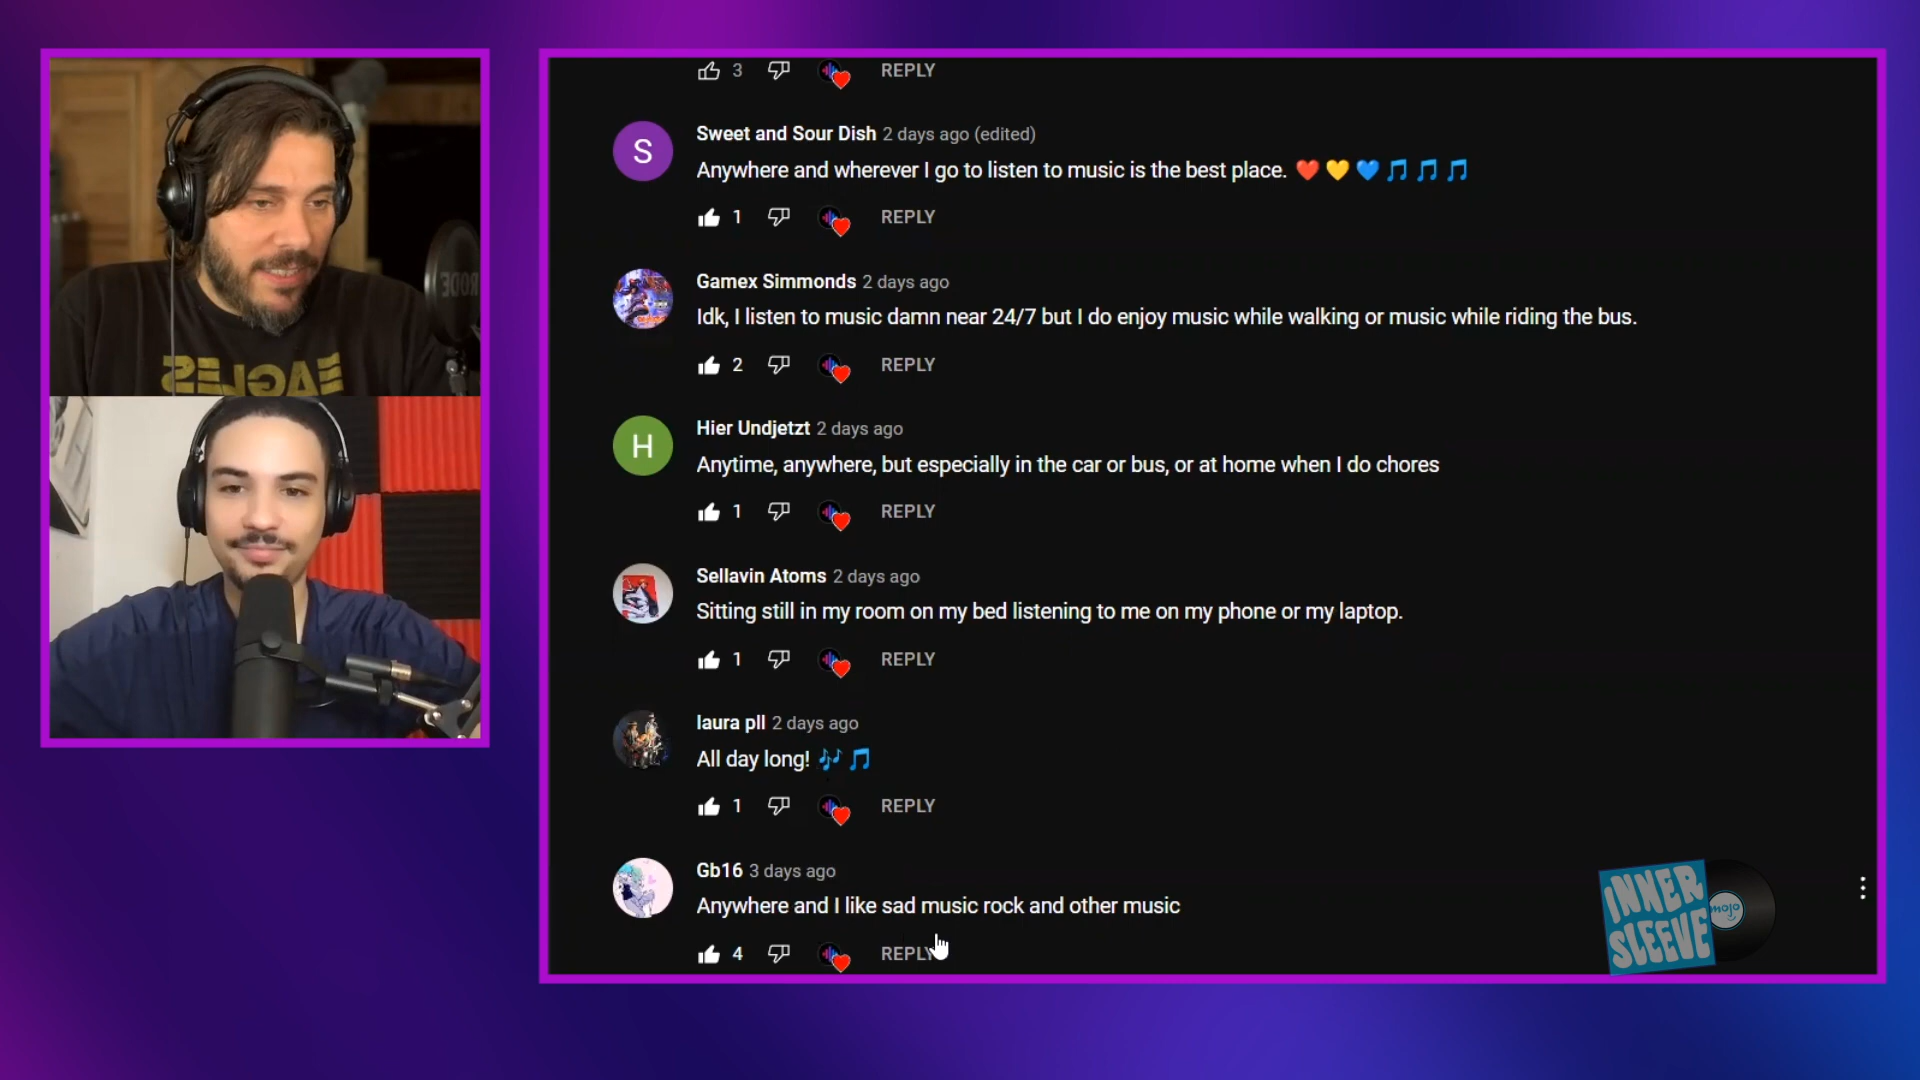 3 REPLY
S Sweet and Sour Dish 2 days ago (edited)
Anywhere and wherever I go to listen to music is the best place. ❤️💛💙🎵🎵🎵
1 REPLY
Gamex Simmonds 2 days ago
Idk, I listen to music damn near 24/7 but I do enjoy music while walking or music while riding the bus.
2 REPLY
H Hier Undjetzt 2 days ago
Anytime, anywhere, but especially in the car or bus, or at home when I do chores
1 REPLY
Sellavin Atoms 2 days ago
Sitting still in my room on my bed listening to me on my phone or my laptop.
1 REPLY
laura pll 2 days ago
All day long! 🎶🎵
1 REPLY
Gb16 3 days ago
Anywhere and I like sad music rock and other music
4 REPLY
RODE
EAGLES
INNER
SLEEVE
mojo